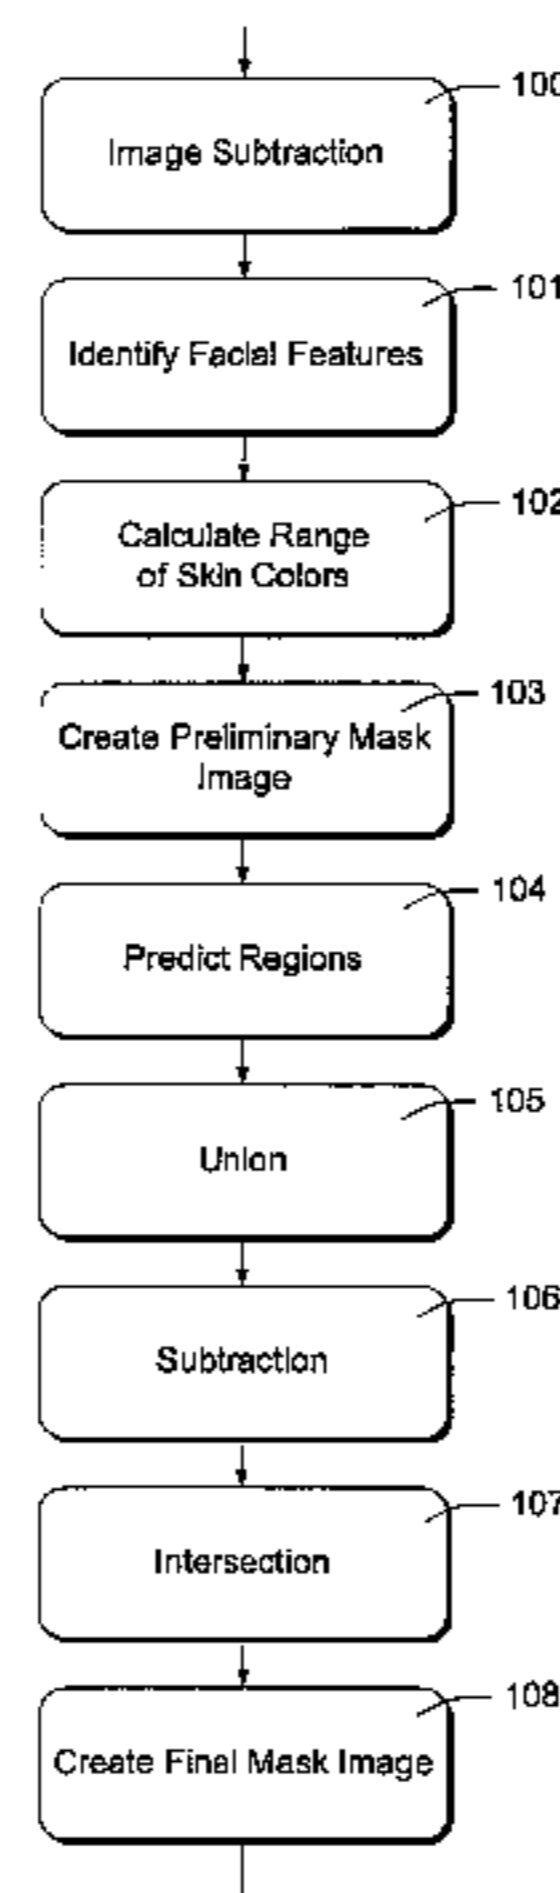 100
Image Subtraction
101
Identify Facial Features
102
Calculate Range
of Skin Colors
103
Create Preliminary Mask
Image
104
Predict Regions
105
Union
106
Subtraction
107
Intersection
108
Create Final Mask Image